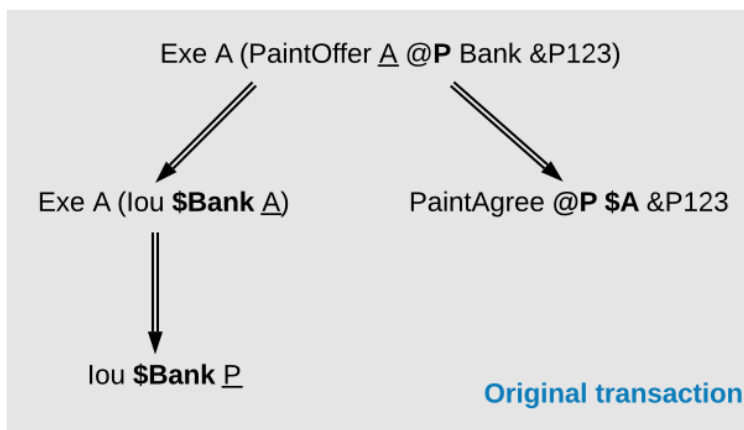 Exe A (PaintOffer A @P Bank &P123)
Exe A (Iou $Bank A)
PaintAgree @P $A &P123
Iou $Bank P
Original transaction